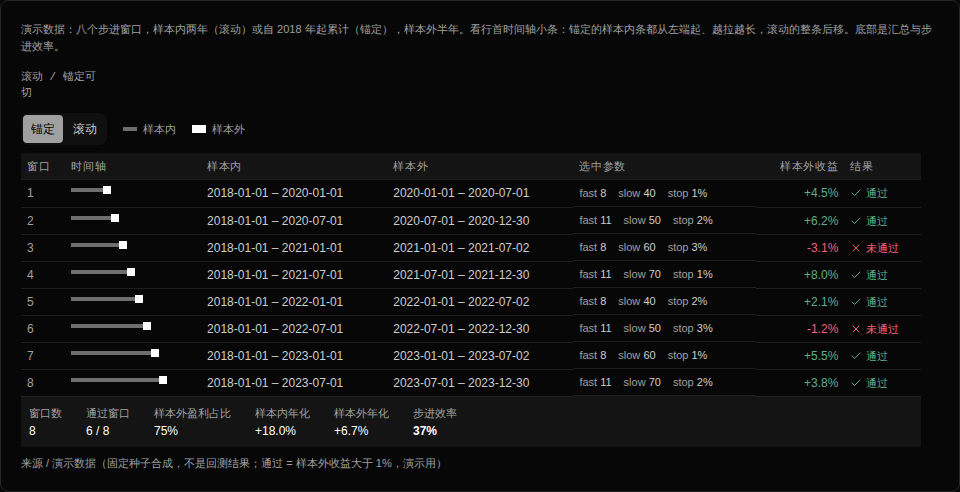 演示数据：八个步进窗口，样本内两年（滚动）或自 2018 年起累计（锚定），样本外半年。看行首时间轴小条：锚定的样本内条都从左端起、越拉越长，滚动的整条后移。底部是汇总与步
进效率。
滚动 / 锚定可
切
锚定 滚动 样本内 样本外
窗口 时间轴 样本内 样本外 选中参数 样本外收益 结果
1 2018-01-01 – 2020-01-01 2020-01-01 – 2020-07-01 fast 8 slow 40 stop 1% +4.5% 通过
2 2018-01-01 – 2020-07-01 2020-07-01 – 2020-12-30 fast 11 slow 50 stop 2% +6.2% 通过
3 2018-01-01 – 2021-01-01 2021-01-01 – 2021-07-02 fast 8 slow 60 stop 3% -3.1% 未通过
4 2018-01-01 – 2021-07-01 2021-07-01 – 2021-12-30 fast 11 slow 70 stop 1% +8.0% 通过
5 2018-01-01 – 2022-01-01 2022-01-01 – 2022-07-02 fast 8 slow 40 stop 2% +2.1% 通过
6 2018-01-01 – 2022-07-01 2022-07-01 – 2022-12-30 fast 11 slow 50 stop 3% -1.2% 未通过
7 2018-01-01 – 2023-01-01 2023-01-01 – 2023-07-02 fast 8 slow 60 stop 1% +5.5% 通过
8 2018-01-01 – 2023-07-01 2023-07-01 – 2023-12-30 fast 11 slow 70 stop 2% +3.8% 通过
窗口数 通过窗口 样本外盈利占比 样本内年化 样本外年化 步进效率
8 6 / 8 75% +18.0% +6.7% 37%
来源 / 演示数据（固定种子合成，不是回测结果；通过 = 样本外收益大于 1%，演示用）